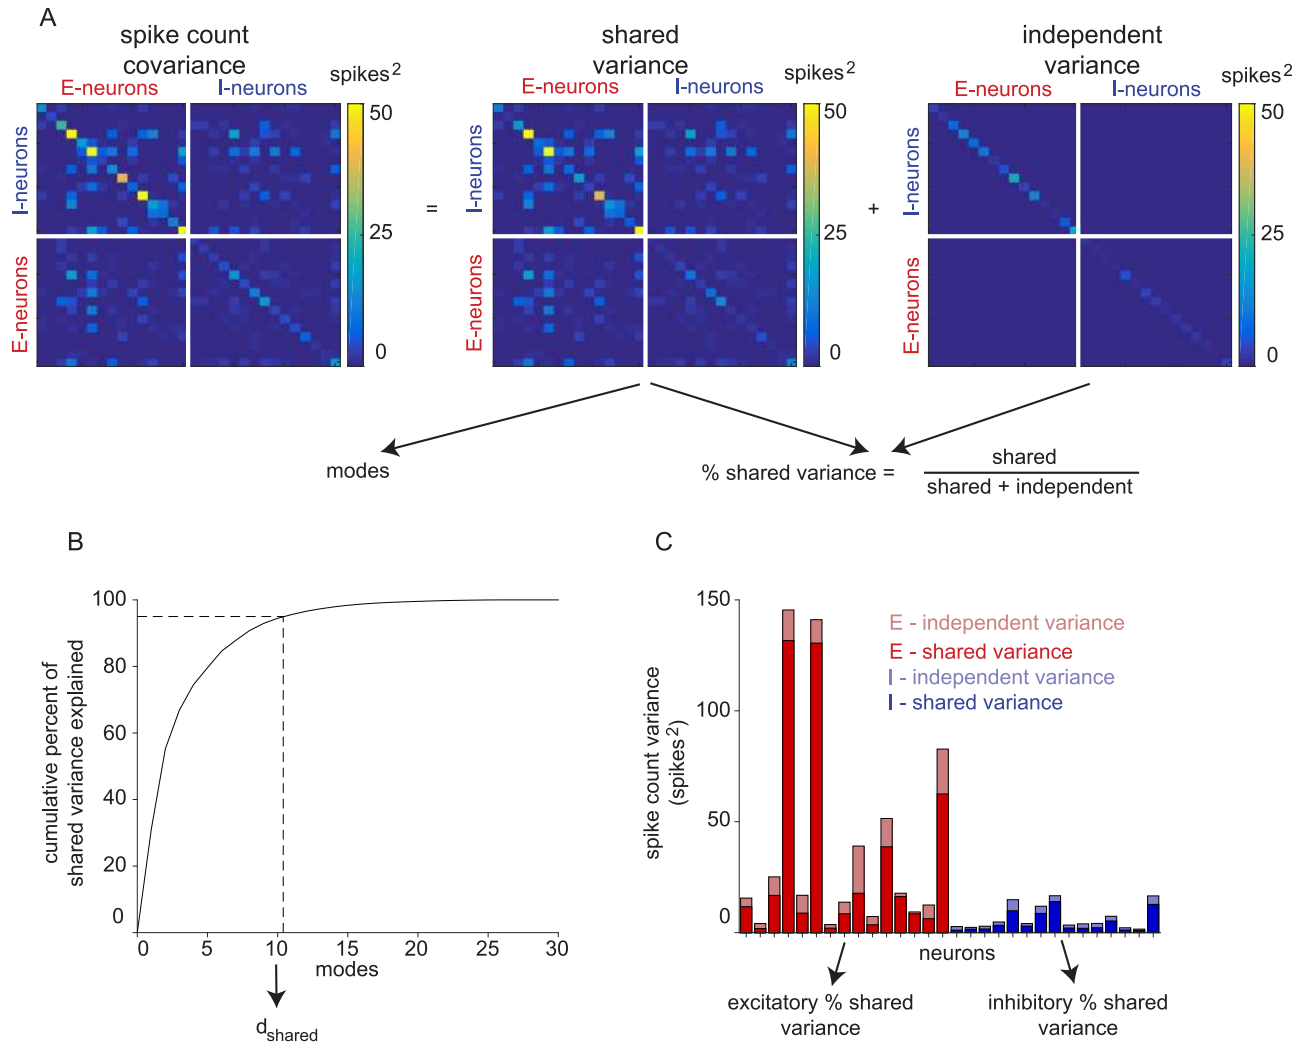 A
spike count
covariance
shared
variance
independent
variance
spikes²
spikes²
spikes²
E-neurons
I-neurons
E-neurons
I-neurons
E-neurons
I-neurons
I-neurons
E-neurons
50
25
0
=
I-neurons
E-neurons
50
25
0
+
I-neurons
E-neurons
50
25
0
modes
% shared variance =
shared
shared + independent
B
cumulative percent of
shared variance explained
100
80
60
40
20
0
0
5
10
15
20
25
30
modes
d_shared
C
spike count variance
(spikes²)
150
100
50
0
E - independent variance
E - shared variance
I - independent variance
I - shared variance
neurons
excitatory % shared
variance
inhibitory % shared
variance